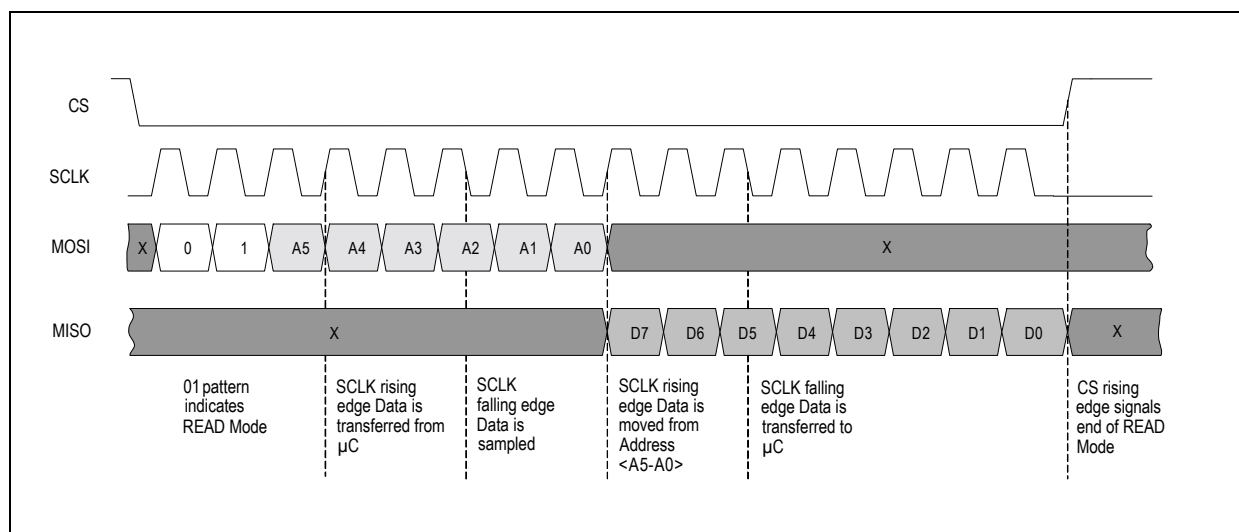 CS
SCLK
MOSI
X 0 1 A5 A4 A3 A2 A1 A0 X
MISO
X D7 D6 D5 D4 D3 D2 D1 D0 X
01 pattern
indicates
READ Mode
SCLK rising
edge Data is
transferred from
µC
SCLK
falling edge
Data is
sampled
SCLK rising
edge Data is
moved from
Address
<A5-A0>
SCLK falling
edge Data is
transferred to
µC
CS rising
edge signals
end of READ
Mode